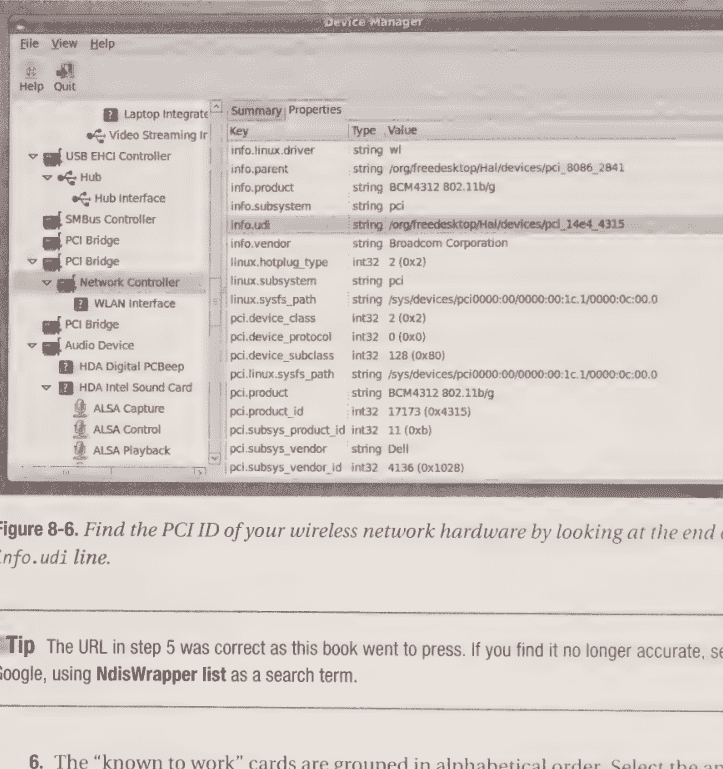 Device Manager
File View Help
Help Quit
Laptop Integrate
Video Streaming Ir
USB EHCI Controller
Hub
Hub Interface
SMBus Controller
PCI Bridge
PCI Bridge
Network Controller
WLAN Interface
PCI Bridge
Audio Device
HDA Digital PCBeep
HDA Intel Sound Card
ALSA Capture
ALSA Control
ALSA Playback
Summary Properties
Key Type Value
info.linux.driver string wl
info.parent string /org/freedesktop/Hal/devices/pci_8086_2841
info.product string BCM4312 802.11b/g
info.subsystem string pci
info.udi string /org/freedesktop/Hal/devices/pci_14e4_4315
info.vendor string Broadcom Corporation
linux.hotplug_type int32 2 (0x2)
linux.subsystem string pci
linux.sysfs_path string /sys/devices/pci0000:00/0000:00:1c.1/0000:0c:00.0
pci.device_class int32 2 (0x2)
pci.device_protocol int32 0 (0x0)
pci.device_subclass int32 128 (0x80)
pci.linux.sysfs_path string /sys/devices/pci0000:00/0000:00:1c.1/0000:0c:00.0
pci.product string BCM4312 802.11b/g
pci.product_id int32 17173 (0x4315)
pci.subsys_product_id int32 11 (0xb)
pci.subsys_vendor string Dell
pci.subsys_vendor_id int32 4136 (0x1028)
Figure 8-6. Find the PCI ID of your wireless network hardware by looking at the end
info.udi line.
Tip The URL in step 5 was correct as this book went to press. If you find it no longer accurate, se
Google, using NdisWrapper list as a search term.
6. The "known to work" cards are grouped in alphabetical order. Select the